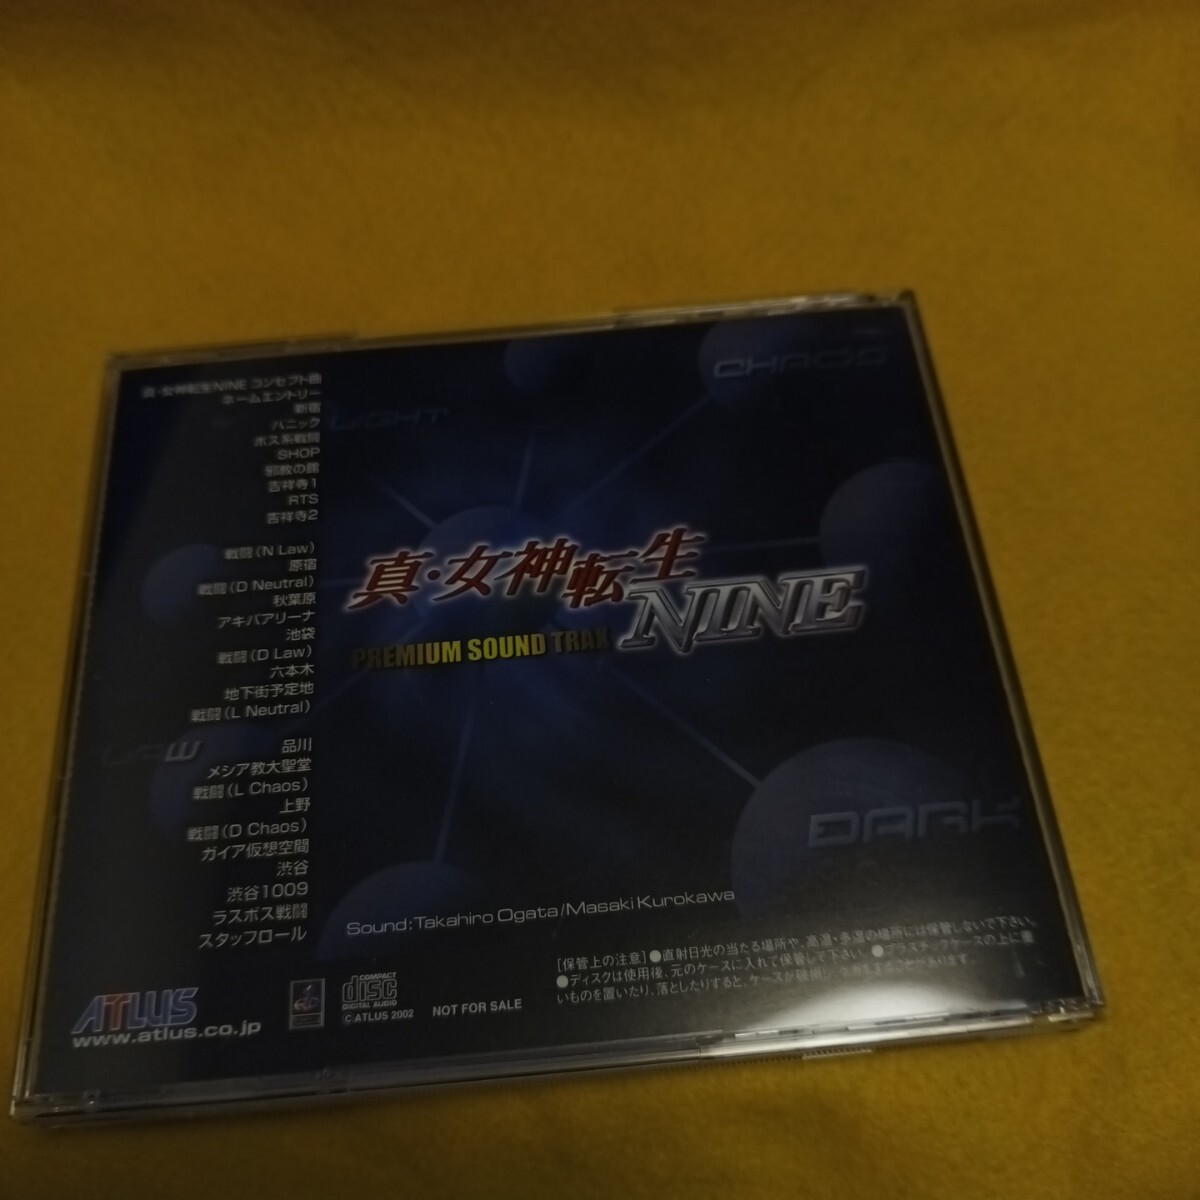 真・女神転生NINE コンセプト曲
ホームエントリー
新宿
パニック
ボス系戦闘
SHOP
邪教の館
吉祥寺1
RTS
吉祥寺2
戦闘(N Law)
原宿
戦闘(D Neutral)
秋葉原
アキバアリーナ
池袋
戦闘(D Law)
六本木
地下街予定地
戦闘(L Neutral)
品川
メシア教大聖堂
戦闘(L Chaos)
上野
戦闘(D Chaos)
ガイア仮想空間
渋谷
渋谷1009
ラスボス戦闘
スタッフロール
LIGHT
CHAOS
LAW
DARK
真・女神転生
NINE
PREMIUM SOUND TRAX
Sound:Takahiro Ogata/Masaki Kurokawa
[保管上の注意]●直射日光の当たる場所や、高温・多湿の場所には保管しないで下さい。
●ディスクは使用後、元のケースに入れて保管して下さい ●プラスチックケースの上に重
いものを置いたり、落としたりすると、ケースが破損し
ATLUS
www.atlus.co.jp
COMPACT
disc
DIGITAL AUDIO
©ATLUS 2002
NOT FOR SALE